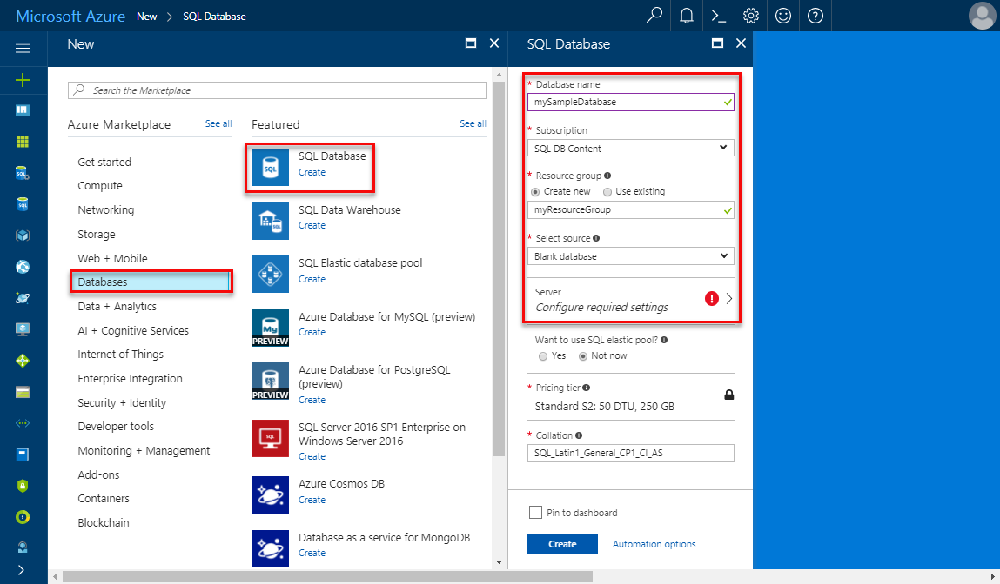 Microsoft Azure New > SQL Database
New
Search the Marketplace
Azure Marketplace See all
Get started
Compute
Networking
Storage
Web + Mobile
Databases
Data + Analytics
AI + Cognitive Services
Internet of Things
Enterprise Integration
Security + Identity
Developer tools
Monitoring + Management
Add-ons
Containers
Blockchain
Featured See all
SQL
SQL Database
Create
SQL Data Warehouse
Create
SQL Elastic database pool
Create
My
PREVIEW
Azure Database for MySQL (preview)
Create
PREVIEW
Azure Database for PostgreSQL
(preview)
Create
SQL
SQL Server 2016 SP1 Enterprise on
Windows Server 2016
Create
Azure Cosmos DB
Create
Database as a service for MongoDB
Create
SQL Database
* Database name
mySampleDatabase
* Subscription
SQL DB Content
* Resource group
Create new Use existing
myResourceGroup
* Select source
Blank database
Server
Configure required settings
Want to use SQL elastic pool?
Yes Not now
* Pricing tier
Standard S2: 50 DTU, 250 GB
* Collation
SQL_Latin1_General_CP1_CI_AS
Pin to dashboard
Create Automation options